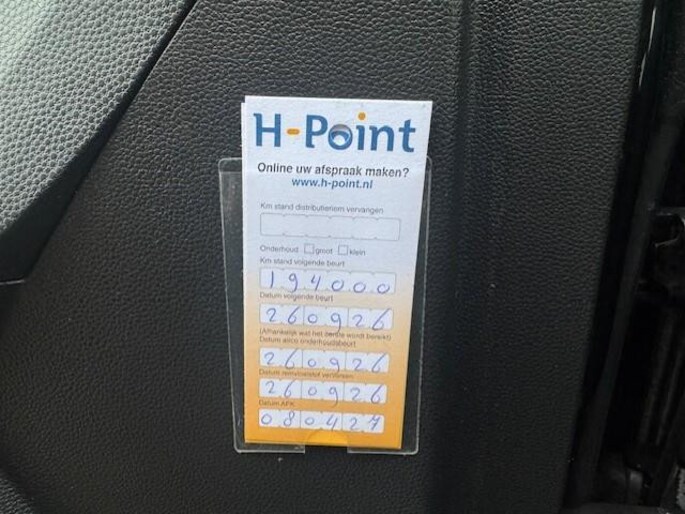 H-Point
Online uw afspraak maken?
www.h-point.nl
Km stand distributieriem vervangen
Onderhoud groot klein
Km stand volgende beurt
194000
Datum volgende beurt
260926
(Afhankelijk wat het eerste wordt bereikt)
Datum airco onderhoudsbeurt
260926
Datum remvloeistof verversen
260926
Datum APK
080427